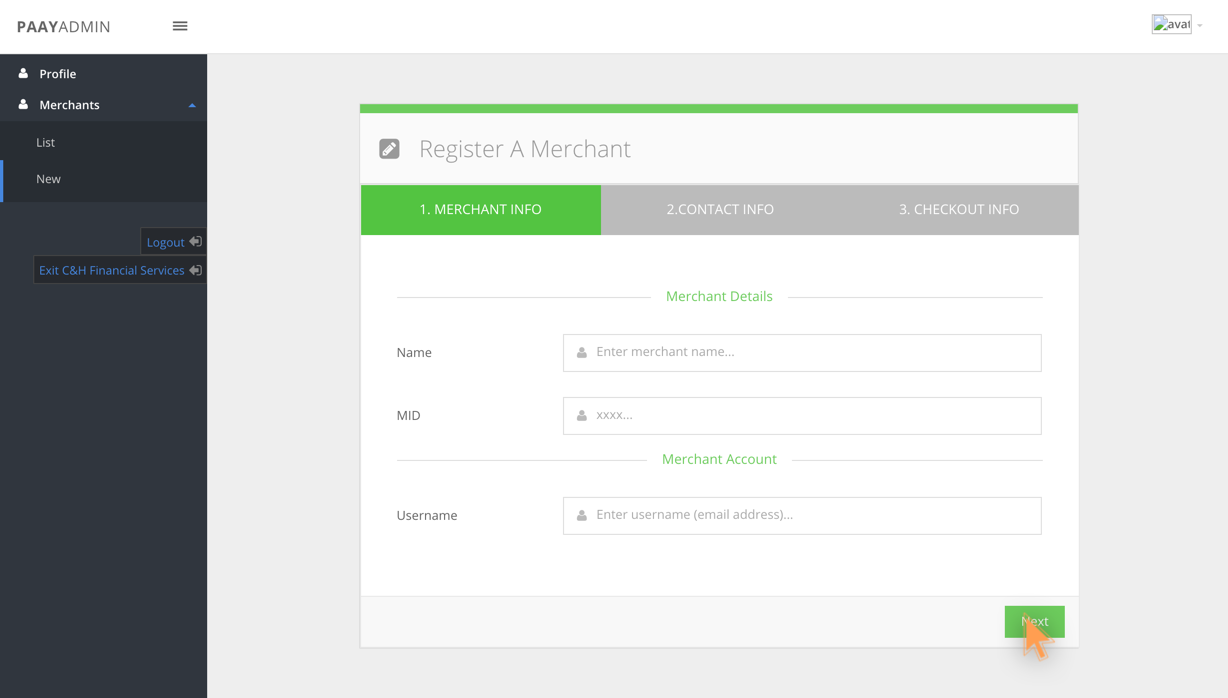 PAAYADMIN
avat
Profile
Merchants
List
New
Logout
Exit C&H Financial Services
Register A Merchant
1. MERCHANT INFO
2.CONTACT INFO
3. CHECKOUT INFO
Merchant Details
Name
Enter merchant name...
MID
xxxx...
Merchant Account
Username
Enter username (email address)...
Next